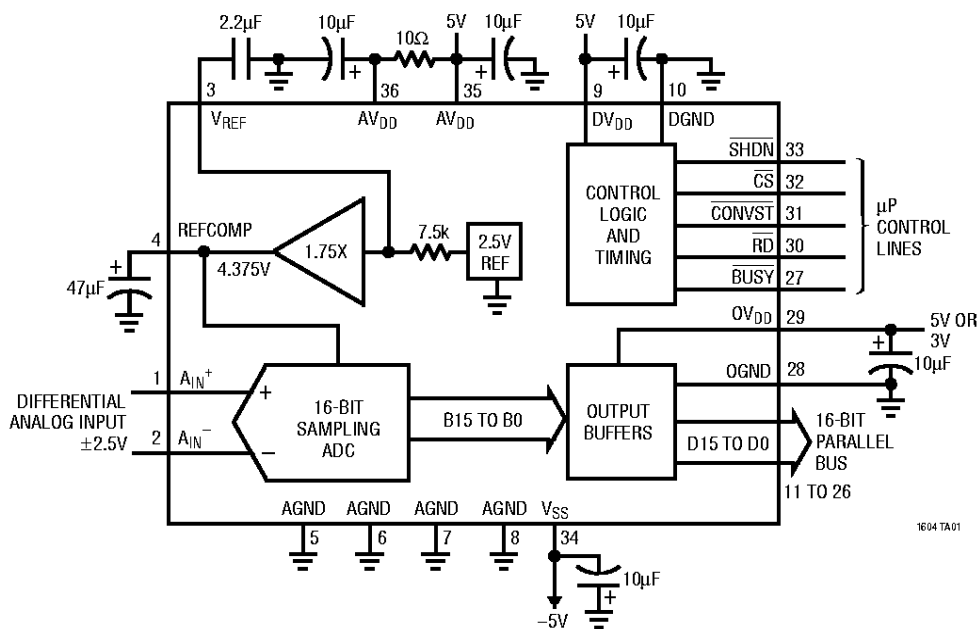 2.2μF
10μF
10Ω
5V
10μF
5V
10μF
3
36
35
9
10
VREF
AVDD
AVDD
DVDD
DGND
SHDN
33
CS
32
CONVST
31
RD
30
BUSY
27
μP
CONTROL
LINES
CONTROL
LOGIC
AND
TIMING
4
REFCOMP
4.375V
1.75X
7.5k
2.5V
REF
47μF
OVDD
29
5V OR
3V
10μF
OGND
28
1
AIN+
DIFFERENTIAL
ANALOG INPUT
±2.5V
2
AIN−
+
−
16-BIT
SAMPLING
ADC
B15 TO B0
OUTPUT
BUFFERS
D15 TO D0
16-BIT
PARALLEL
BUS
11 TO 26
AGND
AGND
AGND
AGND
VSS
5
6
7
8
34
10μF
−5V
1604 TA01